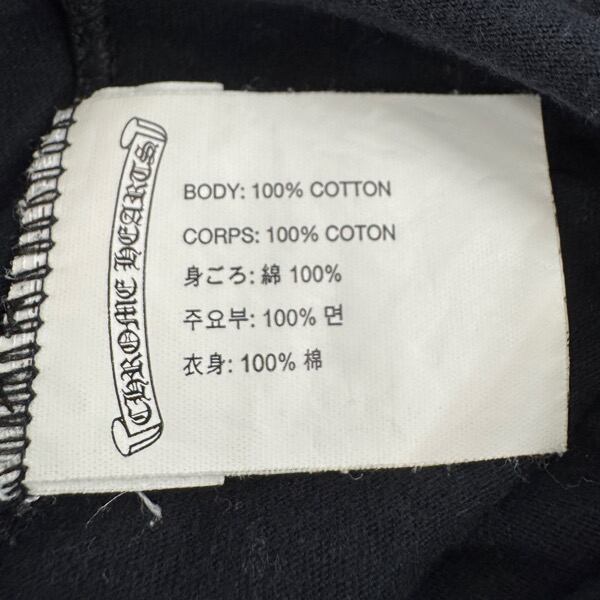 CHROME HEARTS
BODY: 100% COTTON
CORPS: 100% COTON
身ごろ: 綿 100%
주요부: 100% 면
衣身: 100% 棉